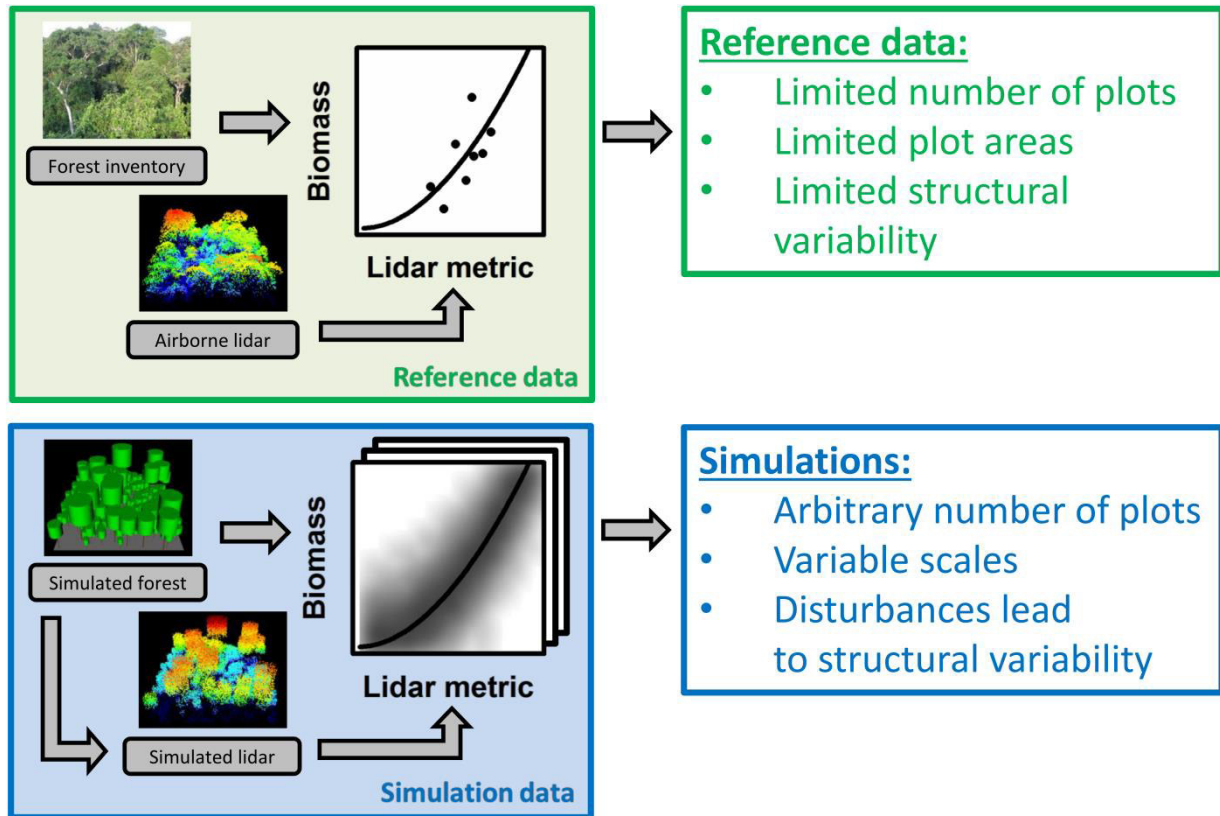 Forest inventory
Biomass
Lidar metric
Airborne lidar
Reference data
Reference data:
• Limited number of plots
• Limited plot areas
• Limited structural
variability
Simulated forest
Biomass
Lidar metric
Simulated lidar
Simulation data
Simulations:
• Arbitrary number of plots
• Variable scales
• Disturbances lead
to structural variability